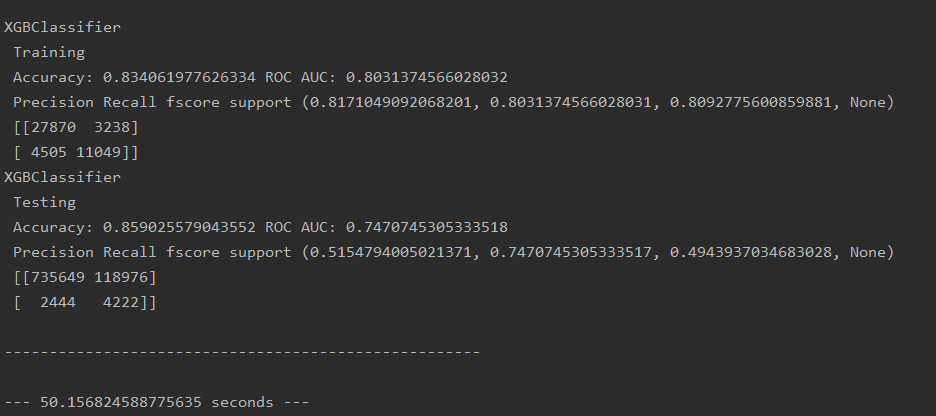 XGBClassifier
Training
Accuracy: 0.834061977626334 ROC AUC: 0.8031374566028032
Precision Recall fscore support (0.8171049092068201, 0.8031374566028031, 0.8092775600859881, None)
[[27870  3238]
[ 4505 11049]]
XGBClassifier
Testing
Accuracy: 0.859025579043552 ROC AUC: 0.7470745305333518
Precision Recall fscore support (0.5154794005021371, 0.7470745305333517, 0.4943937034683028, None)
[[735649 118976]
[  2444   4222]]
-----------------------------------------------------
--- 50.156824588775635 seconds ---